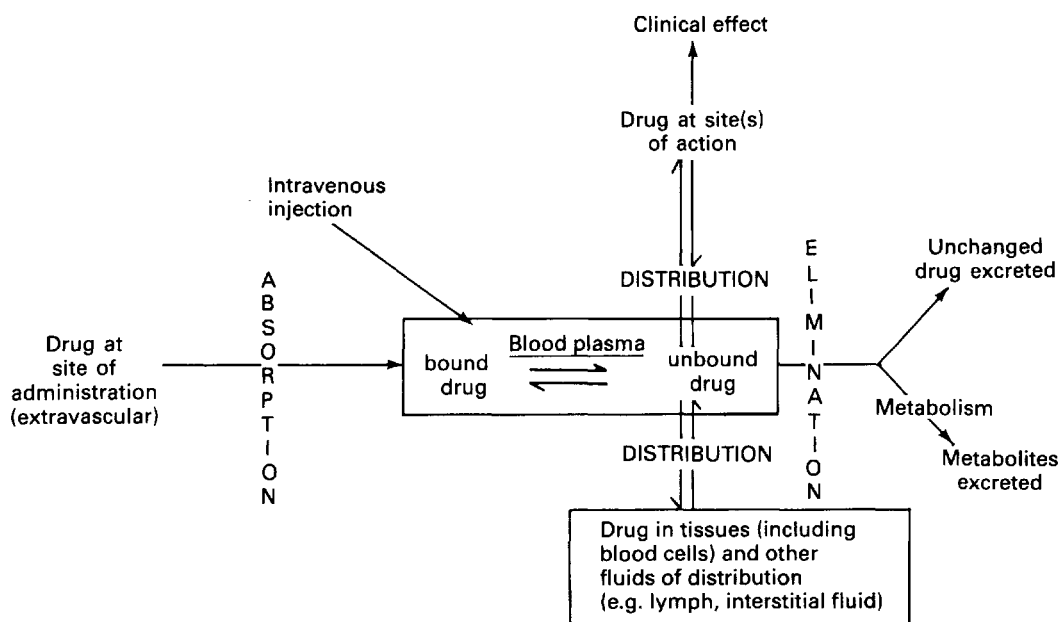 Clinical effect
Drug at site(s)
of action
Intravenous
injection
DISTRIBUTION
ELIMINATION
Unchanged
drug excreted
ABSORPTION
Drug at
site of
administration
(extravascular)
Blood plasma
bound
drug
unbound
drug
Metabolism
Metabolites
excreted
DISTRIBUTION
Drug in tissues (including
blood cells) and other
fluids of distribution
(e.g. lymph, interstitial fluid)